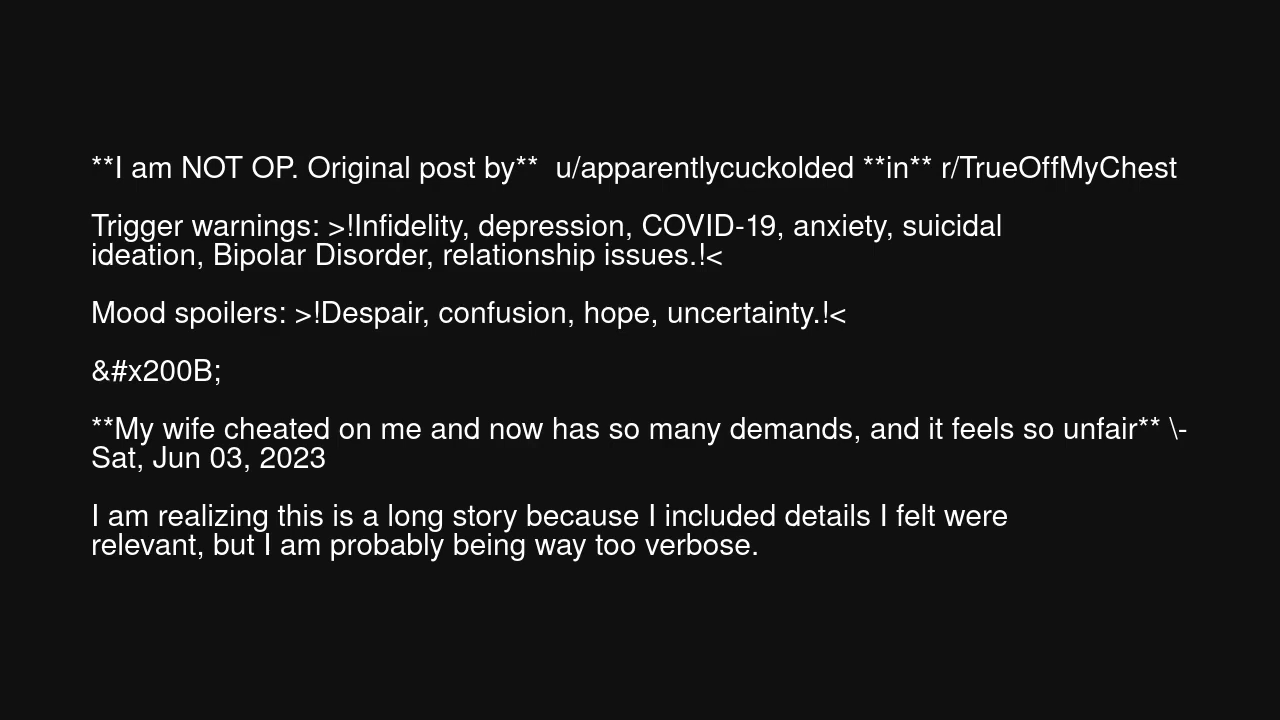 **I am NOT OP. Original post by**  u/apparentlycuckolded **in** r/TrueOffMyChest
Trigger warnings: >!Infidelity, depression, COVID-19, anxiety, suicidal
ideation, Bipolar Disorder, relationship issues.!<
Mood spoilers: >!Despair, confusion, hope, uncertainty.!<
&#x200B;
**My wife cheated on me and now has so many demands, and it feels so unfair** \-
Sat, Jun 03, 2023
I am realizing this is a long story because I included details I felt were
relevant, but I am probably being way too verbose.